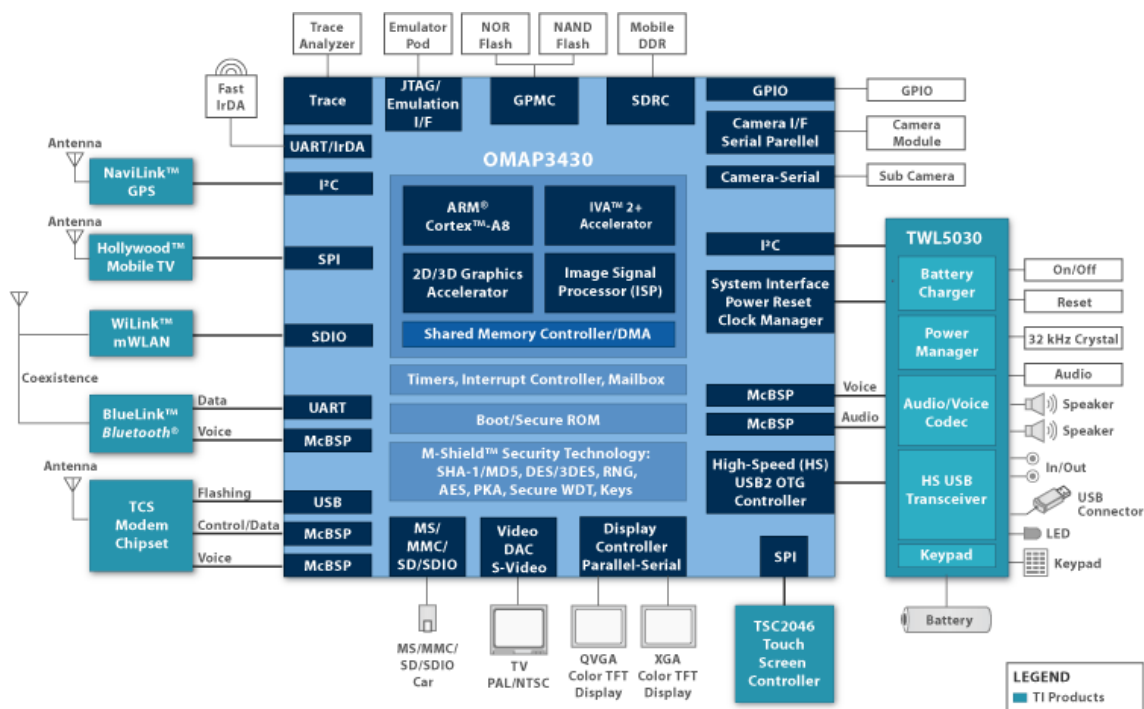 Trace
Analyzer
Emulator
Pod
NOR
Flash
NAND
Flash
Mobile
DDR
Fast
IrDA
Trace
JTAG/
Emulation
I/F
GPMC
SDRC
GPIO
GPIO
Camera I/F
Serial Parellel
Camera
Module
Camera-Serial
Sub Camera
UART/IrDA
OMAP3430
Antenna
NaviLink™
GPS
I²C
ARM®
Cortex™-A8
IVA™ 2+
Accelerator
2D/3D Graphics
Accelerator
Image Signal
Processor (ISP)
Shared Memory Controller/DMA
Antenna
Hollywood™
Mobile TV
SPI
WiLink™
mWLAN
SDIO
Coexistence
BlueLink™
Bluetooth®
Data
Voice
UART
McBSP
Timers, Interrupt Controller, Mailbox
Boot/Secure ROM
M-Shield™ Security Technology:
SHA-1/MD5, DES/3DES, RNG,
AES, PKA, Secure WDT, Keys
Antenna
TCS
Modem
Chipset
Flashing
Control/Data
Voice
USB
McBSP
McBSP
I²C
System Interface
Power Reset
Clock Manager
McBSP
McBSP
Voice
Audio
High-Speed (HS)
USB2 OTG
Controller
TWL5030
Battery
Charger
Power
Manager
Audio/Voice
Codec
HS USB
Transceiver
Keypad
On/Off
Reset
32 kHz Crystal
Audio
Speaker
Speaker
In/Out
USB
Connector
LED
Keypad
Battery
MS/
MMC/
SD/SDIO
Video
DAC
S-Video
Display
Controller
Parallel-Serial
SPI
MS/MMC/
SD/SDIO
Car
TV
PAL/NTSC
QVGA
Color TFT
Display
XGA
Color TFT
Display
TSC2046
Touch
Screen
Controller
LEGEND
TI Products